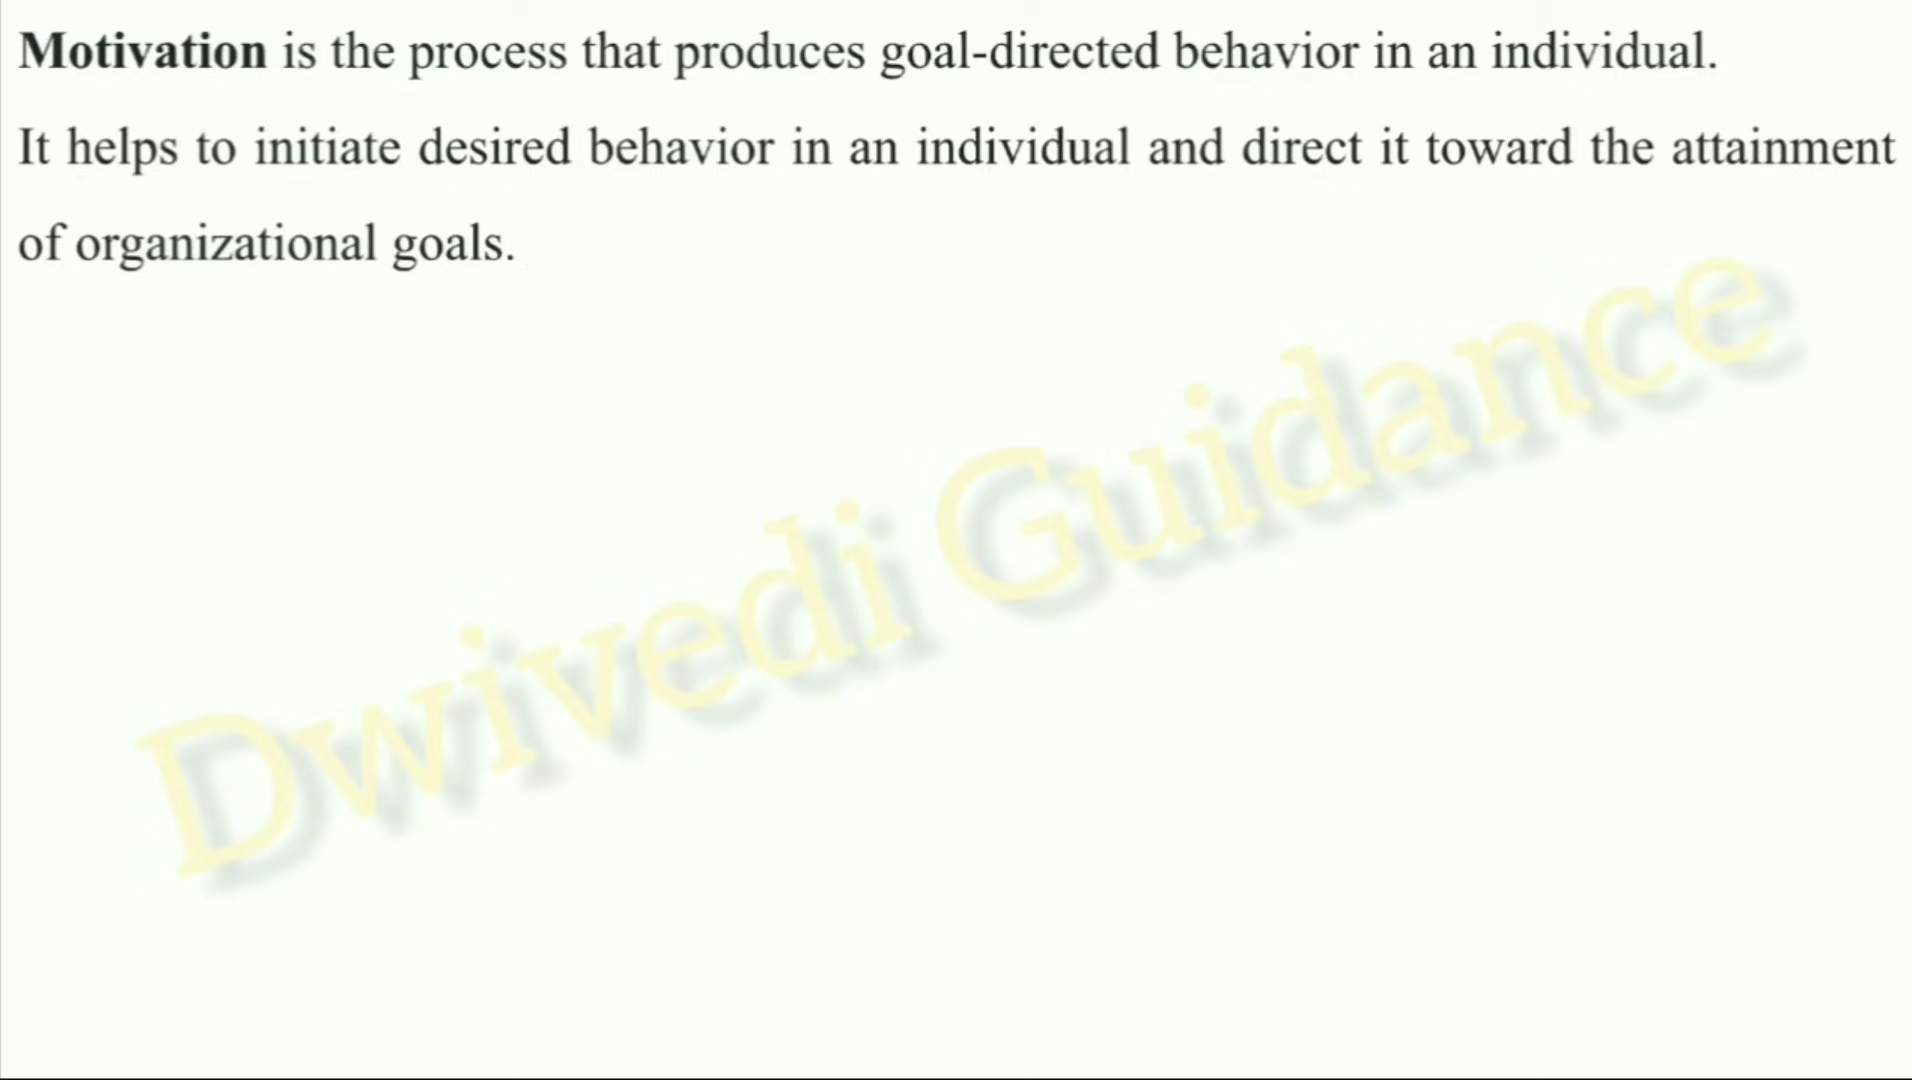 Motivation is the process that produces goal-directed behavior in an individual.
It helps to initiate desired behavior in an individual and direct it toward the attainment
of organizational goals.
Dwivedi Guidance